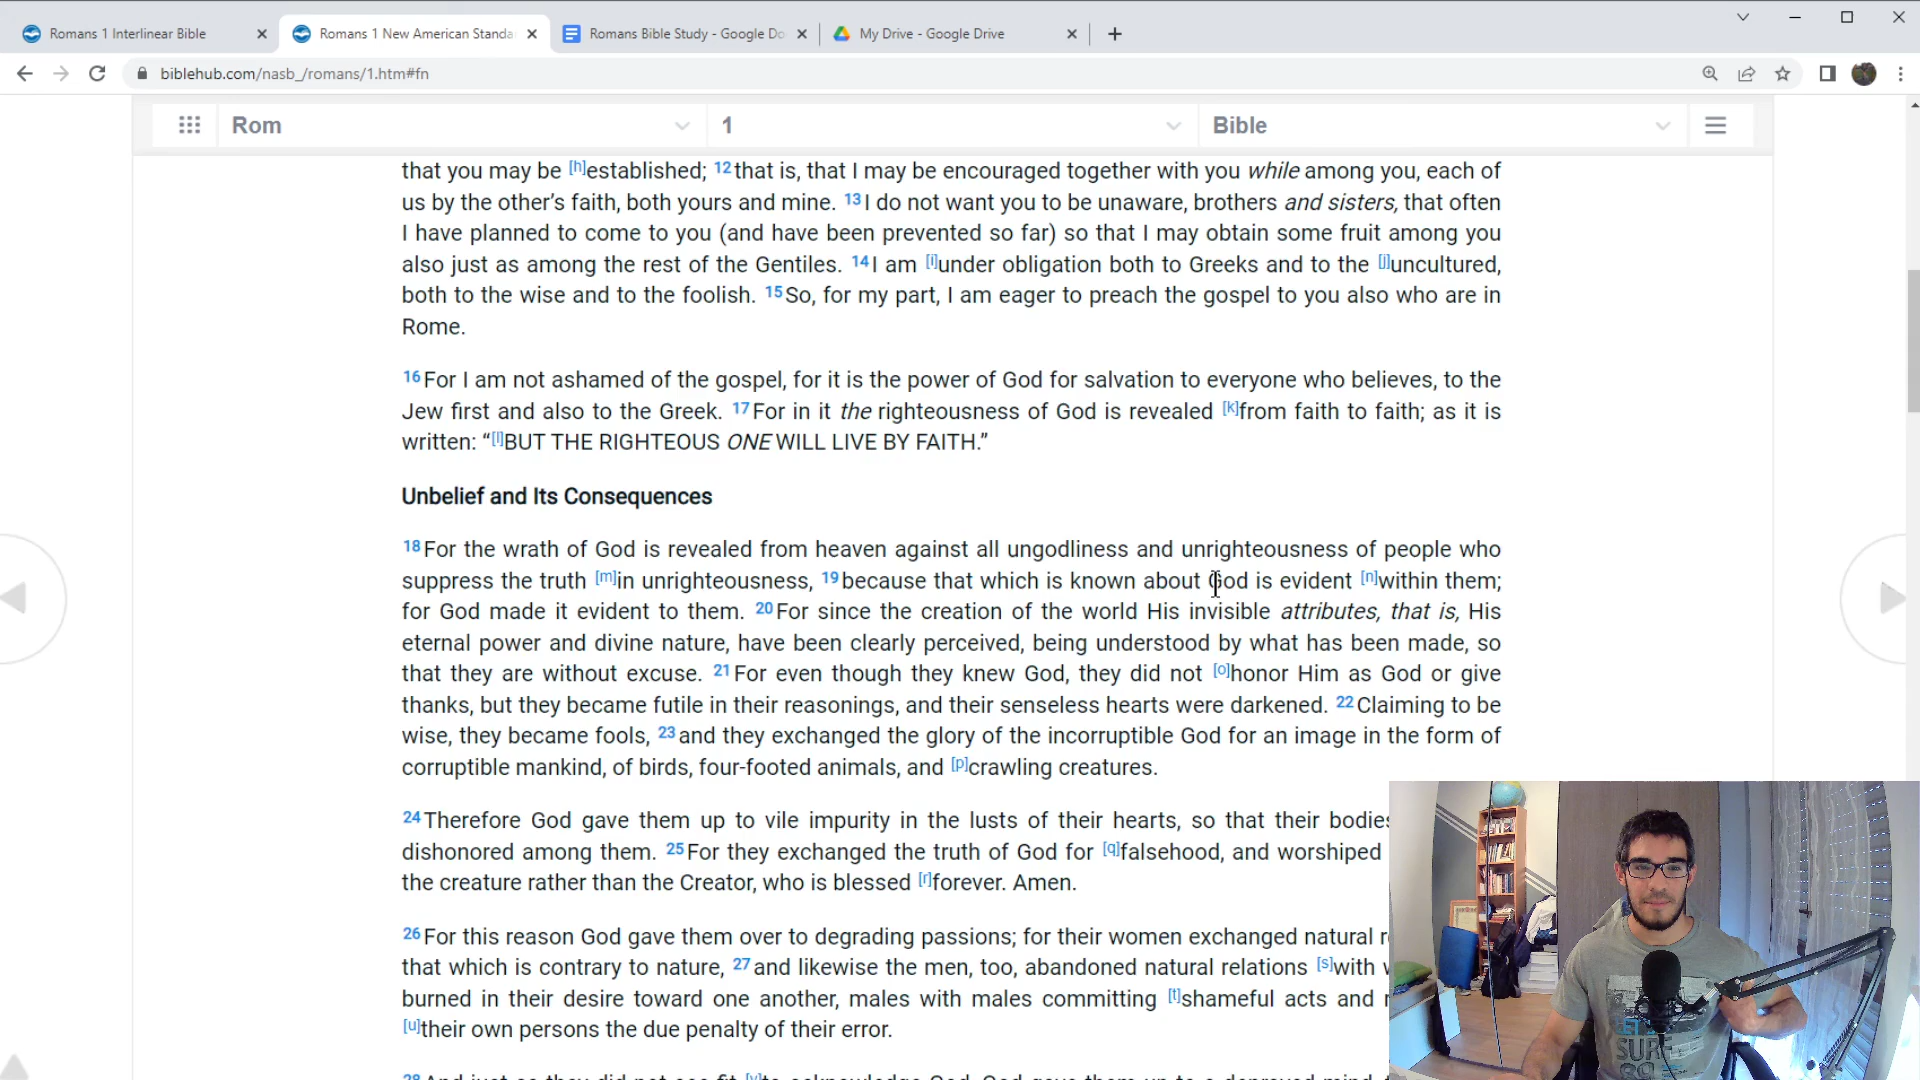 Romans 1 Interlinear Bible
Romans 1 New American Standa
Romans Bible Study - Google Do
My Drive - Google Drive
biblehub.com/nasb_/romans/1.htm#fn
Rom
1
Bible
that you may be [h]established; 12 that is, that I may be encouraged together with you while among you, each of
us by the other’s faith, both yours and mine. 13 I do not want you to be unaware, brothers and sisters, that often
I have planned to come to you (and have been prevented so far) so that I may obtain some fruit among you
also just as among the rest of the Gentiles. 14 I am [i]under obligation both to Greeks and to the [j]uncultured,
both to the wise and to the foolish. 15 So, for my part, I am eager to preach the gospel to you also who are in
Rome.
16 For I am not ashamed of the gospel, for it is the power of God for salvation to everyone who believes, to the
Jew first and also to the Greek. 17 For in it the righteousness of God is revealed [k]from faith to faith; as it is
written: “[l]BUT THE RIGHTEOUS ONE WILL LIVE BY FAITH.”
Unbelief and Its Consequences
18 For the wrath of God is revealed from heaven against all ungodliness and unrighteousness of people who
suppress the truth [m]in unrighteousness, 19 because that which is known about God is evident [n]within them;
for God made it evident to them. 20 For since the creation of the world His invisible attributes, that is, His
eternal power and divine nature, have been clearly perceived, being understood by what has been made, so
that they are without excuse. 21 For even though they knew God, they did not [o]honor Him as God or give
thanks, but they became futile in their reasonings, and their senseless hearts were darkened. 22 Claiming to be
wise, they became fools, 23 and they exchanged the glory of the incorruptible God for an image in the form of
corruptible mankind, of birds, four-footed animals, and [p]crawling creatures.
24 Therefore God gave them up to vile impurity in the lusts of their hearts, so that their bodies
dishonored among them. 25 For they exchanged the truth of God for [q]falsehood, and worshiped
the creature rather than the Creator, who is blessed [r]forever. Amen.
26 For this reason God gave them over to degrading passions; for their women exchanged natural
that which is contrary to nature, 27 and likewise the men, too, abandoned natural relations [s]with
burned in their desire toward one another, males with males committing [t]shameful acts and
[u]their own persons the due penalty of their error.
28 And just as they did not see fit [v]to acknowledge God, God gave them up to a depraved mind,
LET'S
SURF
89